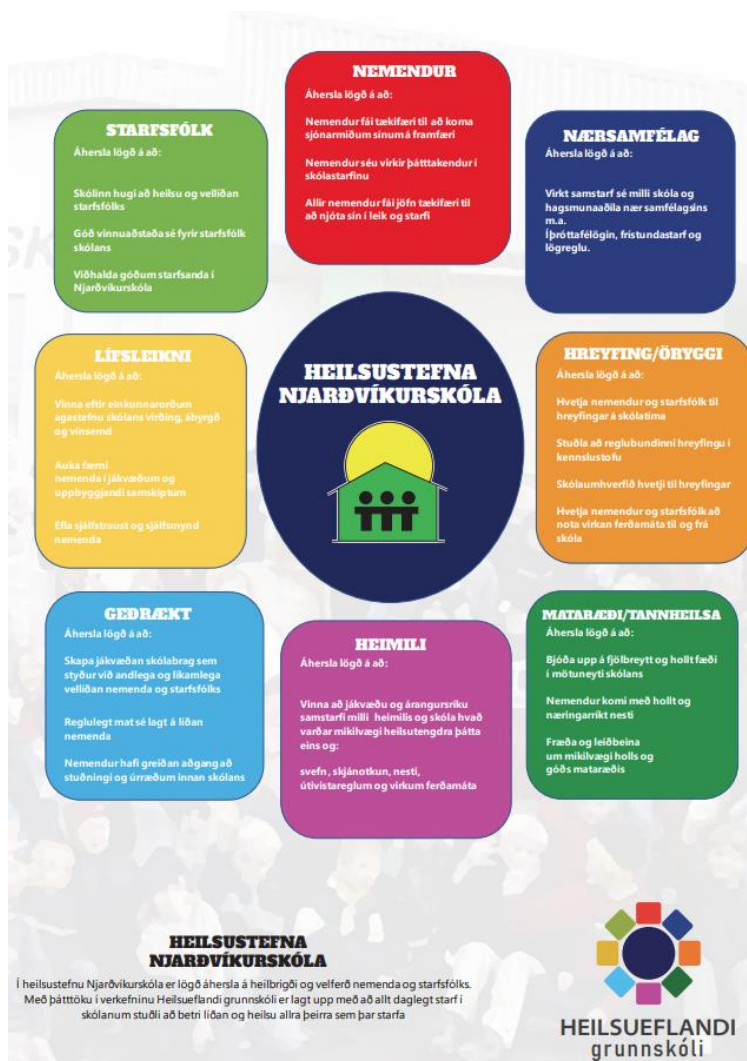 NEMENDUR
Áhersla lögð á að:
Nemendur fái tækifæri til að koma
sjónarmiðum sínum á framfæri
Nemendur séu virkir þátttakendur í
skólastarfinu
Allir nemendur fái jöfn tækifæri til
að njóta sín í leik og starfi
STARFSFÓLK
Áhersla lögð á að:
Skólinn hugi að heilsu og vellíðan
starfsfólks
Góð vinnuaðstaða sé fyrir starfsfólk
skólans
Viðhalda góðum starfsanda í
Njarðvíkurskóla
NÆRSAMFÉLAG
Áhersla lögð á að:
Virkt samstarf sé milli skóla og
hagsmunaaðila nær samfélagsins
m.a.
Íþróttafélögin, frístundastarf og
lögreglu.
LÍFSLEIKNI
Áhersla lögð á að:
Vinna eftir einkunnarorðum
agastefnu skólans virðing, ábyrgð
og vinsemd
Auka færni
nemenda í jákvæðum og
uppbyggjandi samskiptum
Efla sjálfstraust og sjálfsmynd
nemenda
HEILSUSTEFNA
NJARÐVÍKURSKÓLA
HREYFING/ÖRYGGI
Áhersla lögð á að:
Hvetja nemendur og starfsfólk til
hreyfingar á skólatíma
Stuðla að reglubundinni hreyfingu í
kennslustofu
Skólaumhverfið hvetji til hreyfingar
Hvetja nemendur og starfsfólk að
nota virkan ferðamáta til og frá
skóla
GEÐRÆKT
Áhersla lögð á að:
Skapa jákvæðan skólabrag sem
styður við andlega og líkamlega
vellíðan nemenda og starfsfólks
Reglulegt mat sé lagt á líðan
nemenda
Nemendur hafi greiðan aðgang að
stuðningi og úrræðum innan skólans
HEIMILI
Áhersla lögð á að:
Vinna að jákvæðu og árangursríku
samstarfi milli heimilis og skóla hvað
varðar mikilvægi heilsutengdra þátta
eins og:
svefn, skjánotkun, nesti,
útivistareglum og virkum ferðamáta
MATARÆÐI/TANNHEILSA
Áhersla lögð á að:
Bjóða upp á fjölbreytt og hollt fæði
í mötuneyti skólans
Nemendur komi með hollt og
næringarríkt nesti
Fræða og leiðbeina
um mikilvægi holls og
góðs mataræðis
HEILSUSTEFNA
NJARÐVÍKURSKÓLA
Í heilsustefnu Njarðvíkurskóla er lögð áhersla á heilbrigði og velferð nemenda og starfsfólks.
Með þátttöku í verkefninu Heilsueflandi grunnskóli er lagt upp með að allt daglegt starf í
skólanum stuðli að betri líðan og heilsu allra þeirra sem þar starfa
HEILSUEFLANDI
grunnskóli